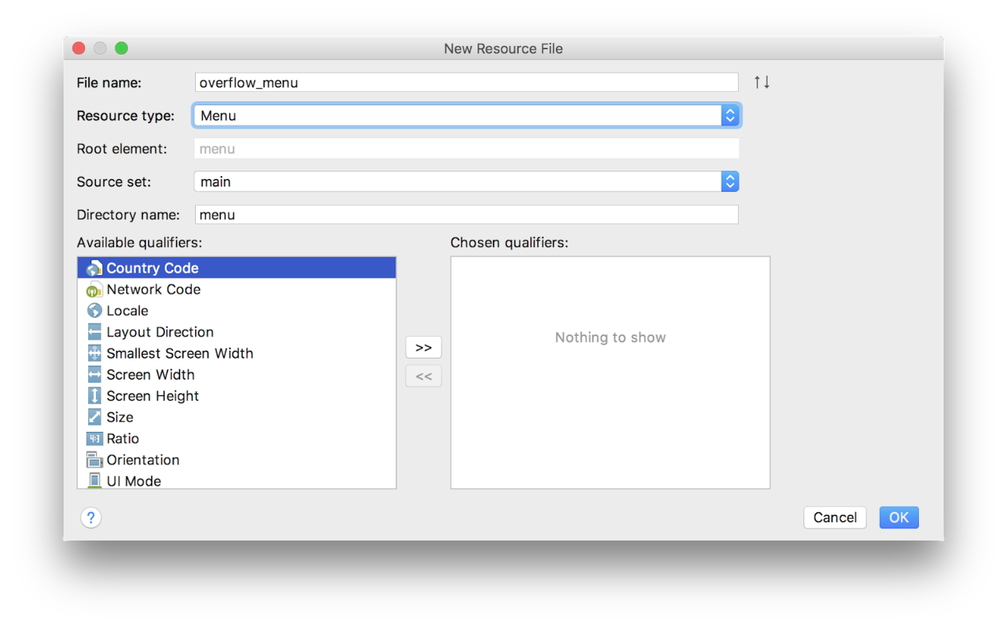 New Resource File
File name: overflow_menu
Resource type: Menu
Root element: menu
Source set: main
Directory name: menu
Available qualifiers:
Chosen qualifiers:
Country Code
Network Code
Locale
Layout Direction
Smallest Screen Width
Screen Width
Screen Height
Size
Ratio
Orientation
UI Mode
>>
<<
Nothing to show
?
Cancel
OK